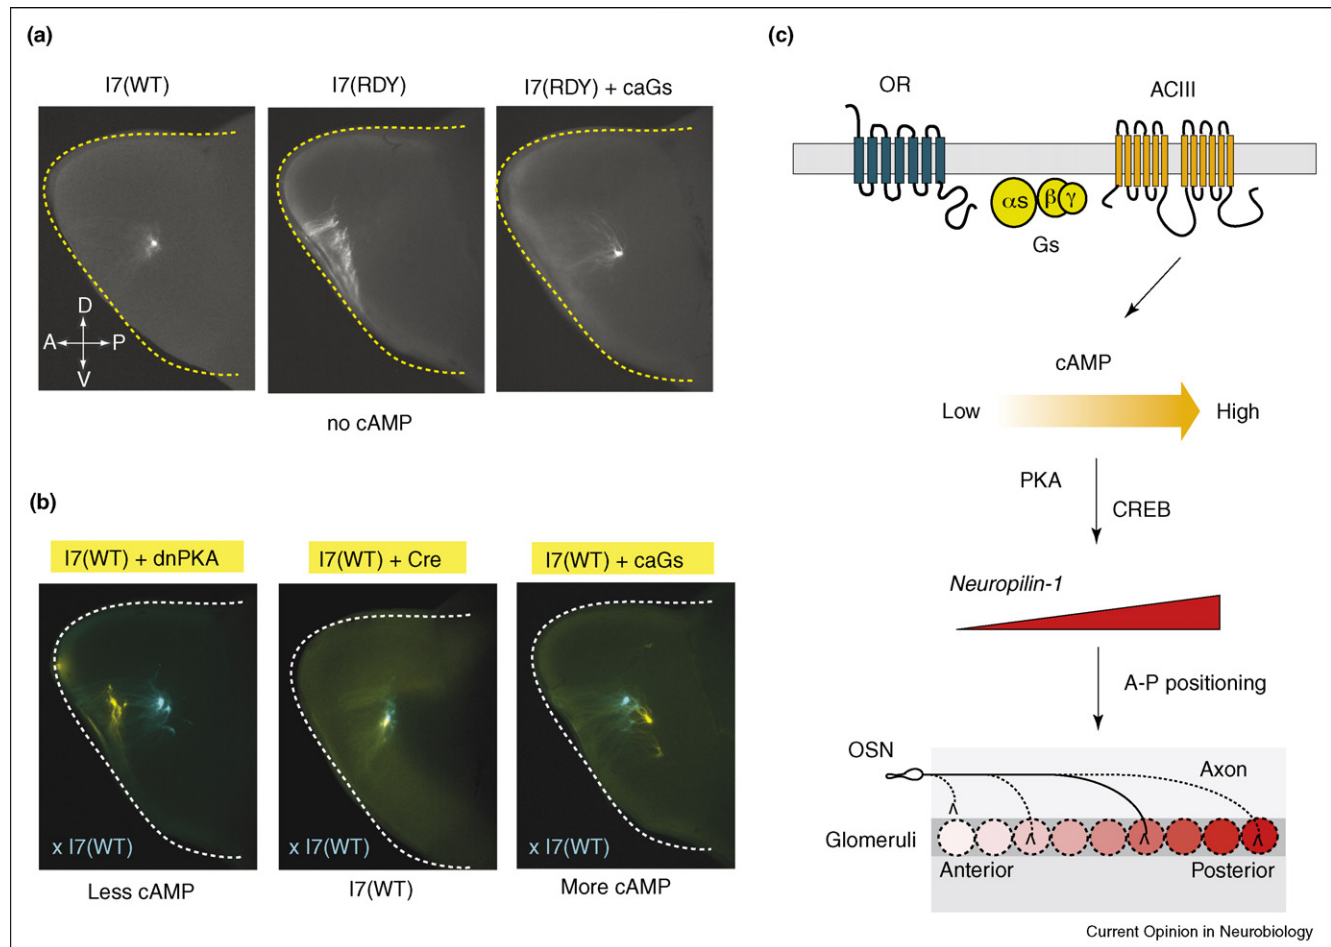 (a)
I7(WT)
I7(RDY)
I7(RDY) + caGs
D
A
P
V
no cAMP
(b)
I7(WT) + dnPKA
I7(WT) + Cre
I7(WT) + caGs
x I7(WT)
x I7(WT)
x I7(WT)
Less cAMP
I7(WT)
More cAMP
(c)
OR
ACIII
αs
β
γ
Gs
cAMP
Low
High
PKA
CREB
Neuropilin-1
A-P positioning
OSN
Axon
Glomeruli
Anterior
Posterior
Current Opinion in Neurobiology